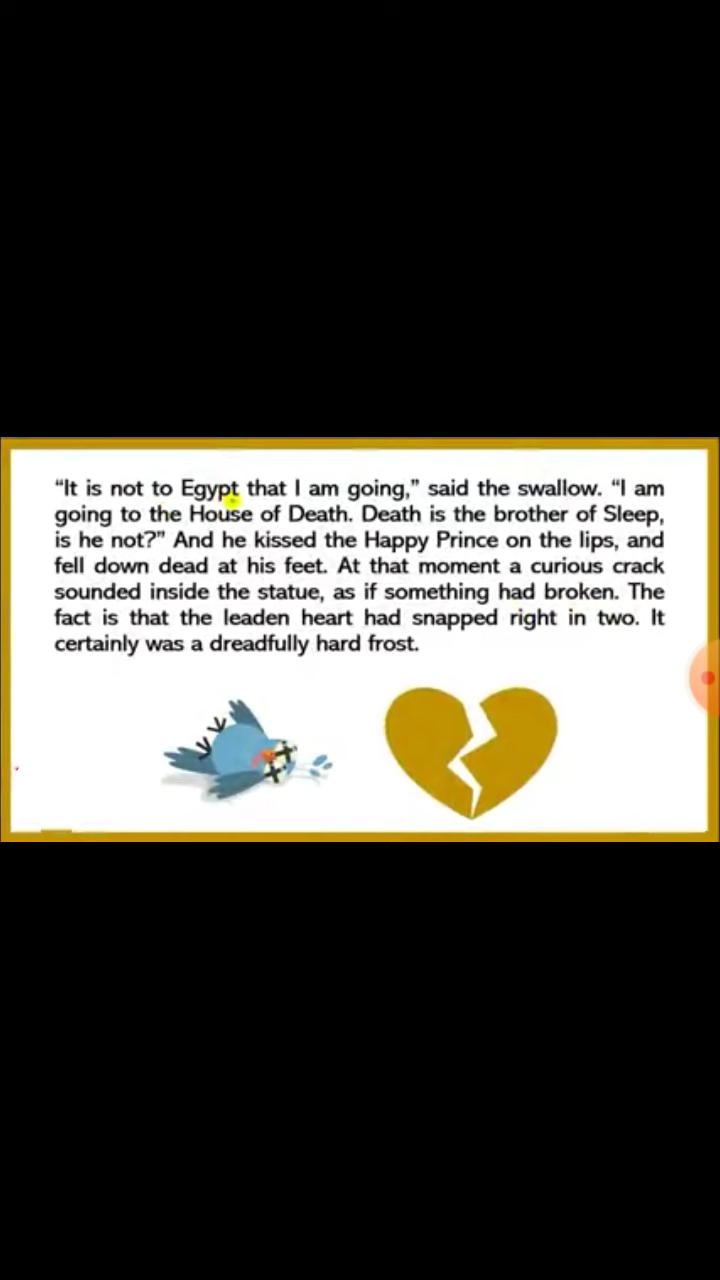 “It is not to Egypt that I am going,” said the swallow. “I am
going to the House of Death. Death is the brother of Sleep,
is he not?” And he kissed the Happy Prince on the lips, and
fell down dead at his feet. At that moment a curious crack
sounded inside the statue, as if something had broken. The
fact is that the leaden heart had snapped right in two. It
certainly was a dreadfully hard frost.